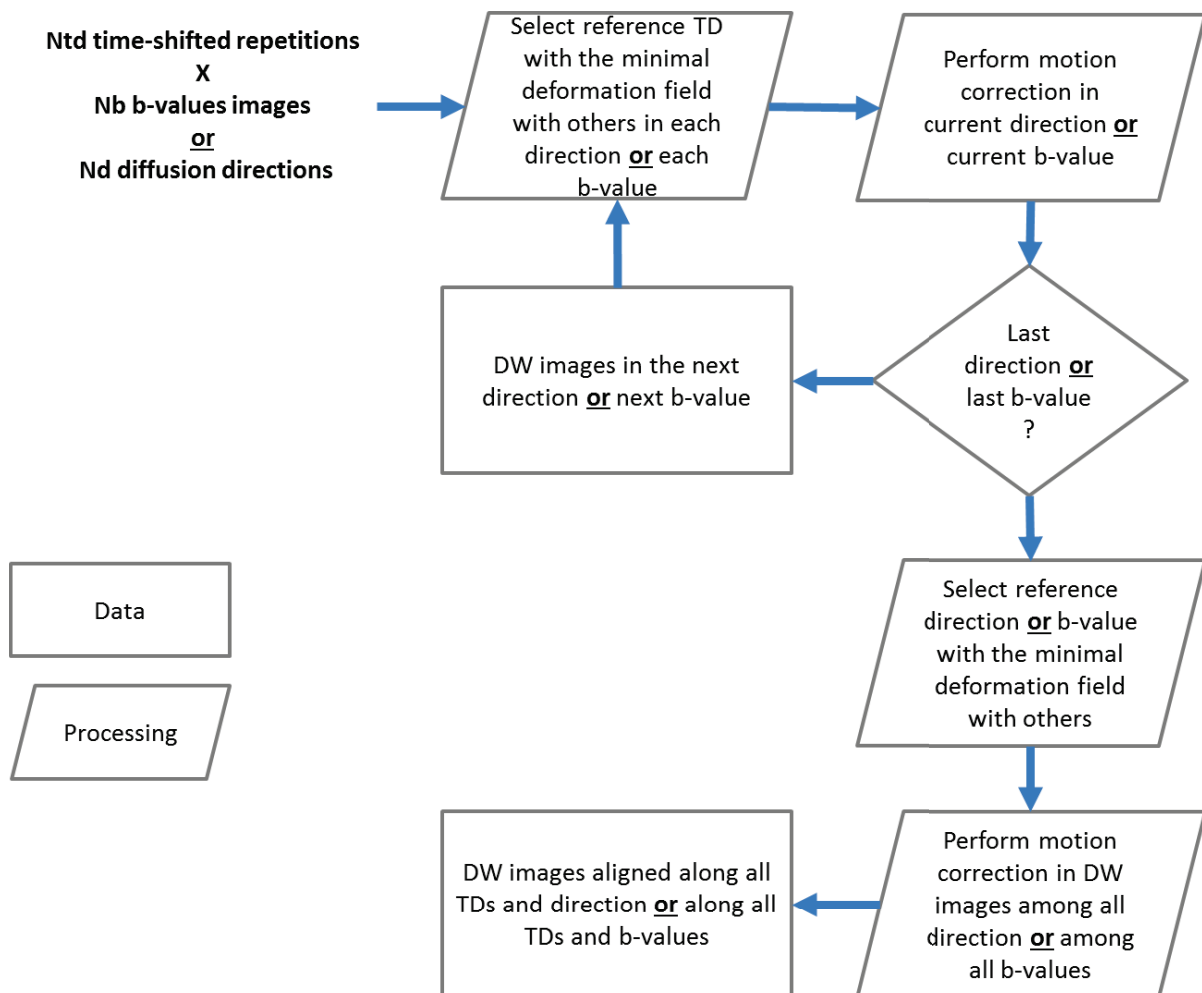 Ntd time-shifted repetitions
X
Nb b-values images
or
Nd diffusion directions
Select reference TD
with the minimal
deformation field
with others in each
direction or each
b-value
Perform motion
correction in
current direction or
current b-value
DW images in the next
direction or next b-value
Last
direction or
last b-value
?
Data
Processing
Select reference
direction or b-value
with the minimal
deformation field
with others
DW images aligned along all
TDs and direction or along all
TDs and b-values
Perform motion
correction in DW
images among all
direction or among
all b-values